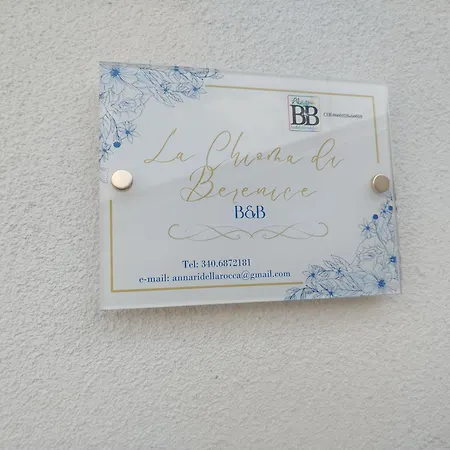 BB
La Chioma di
Berenice
B&B
Tel: 340.6872181
e-mail: annaridellarocca@gmail.com